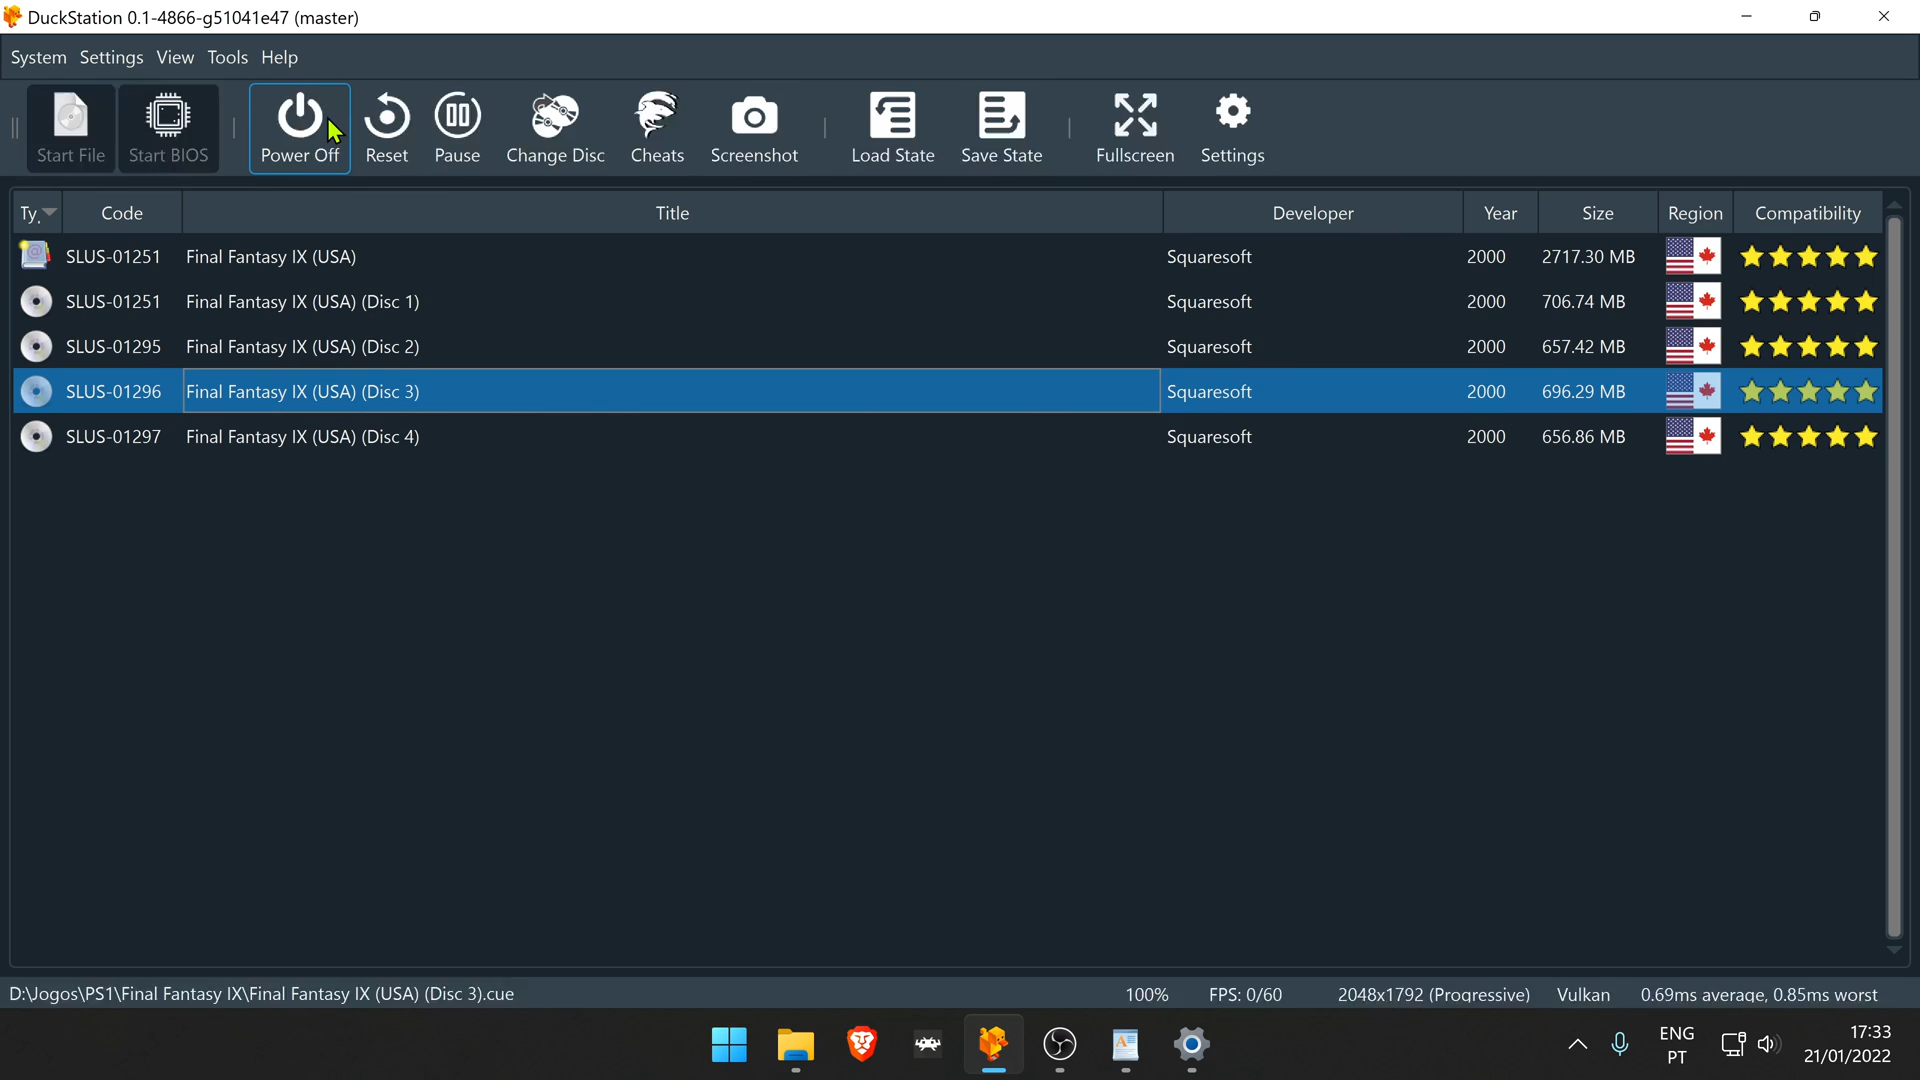 DuckStation 0.1-4866-g51041e47 (master)
System Settings View Tools Help
Start File Start BIOS Power Off Reset Pause Change Disc Cheats Screenshot Load State Save State Fullscreen Settings
Ty. Code Title Developer Year Size Region Compatibility
SLUS-01251 Final Fantasy IX (USA) Squaresoft 2000 2717.30 MB
SLUS-01251 Final Fantasy IX (USA) (Disc 1) Squaresoft 2000 706.74 MB
SLUS-01295 Final Fantasy IX (USA) (Disc 2) Squaresoft 2000 657.42 MB
SLUS-01296 Final Fantasy IX (USA) (Disc 3) Squaresoft 2000 696.29 MB
SLUS-01297 Final Fantasy IX (USA) (Disc 4) Squaresoft 2000 656.86 MB
D:\Jogos\PS1\Final Fantasy IX\Final Fantasy IX (USA) (Disc 3).cue 100% FPS: 0/60 2048x1792 (Progressive) Vulkan 0.69ms average, 0.85ms worst
ENG 17:33
PT 21/01/2022